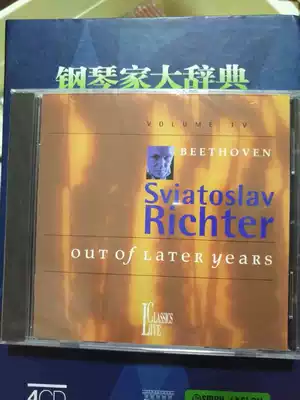 钢琴家大辞典
VOLUME IV
BEETHOVEN
Sviatoslav
Richter
OUT OF LATER YEARS
LIVE
CLASSICS
4CD